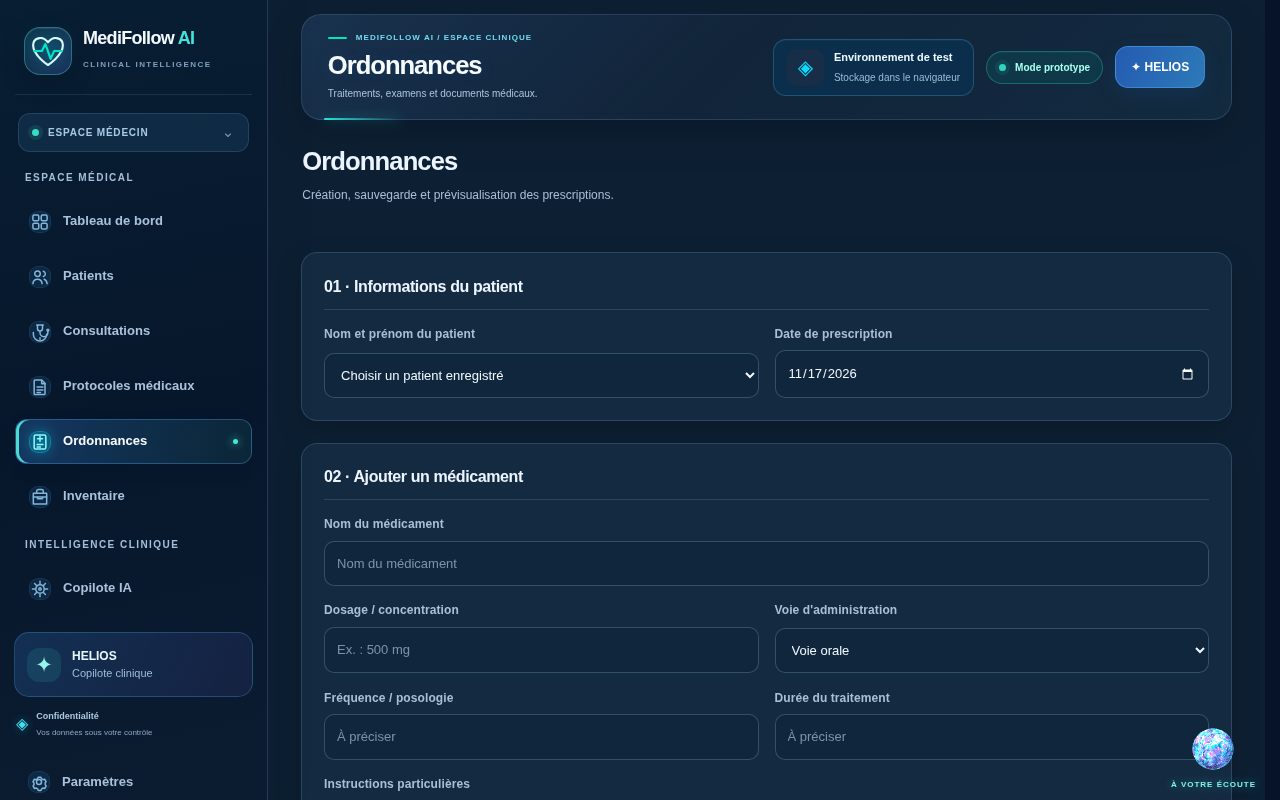 MediFollow AI
CLINICAL INTELLIGENCE
ESPACE MÉDECIN
ESPACE MÉDICAL
Tableau de bord
Patients
Consultations
Protocoles médicaux
Ordonnances
Inventaire
INTELLIGENCE CLINIQUE
Copilote IA
HELIOS
Copilote clinique
Confidentialité
Vos données sous votre contrôle
Paramètres
MEDIFOLLOW AI / ESPACE CLINIQUE
Ordonnances
Traitements, examens et documents médicaux.
Environnement de test
Stockage dans le navigateur
Mode prototype
✦ HELIOS
Ordonnances
Création, sauvegarde et prévisualisation des prescriptions.
01 · Informations du patient
Nom et prénom du patient
Choisir un patient enregistré
Date de prescription
11/17/2026
02 · Ajouter un médicament
Nom du médicament
Nom du médicament
Dosage / concentration
Ex. : 500 mg
Voie d'administration
Voie orale
Fréquence / posologie
À préciser
Durée du traitement
À préciser
Instructions particulières
À VOTRE ÉCOUTE